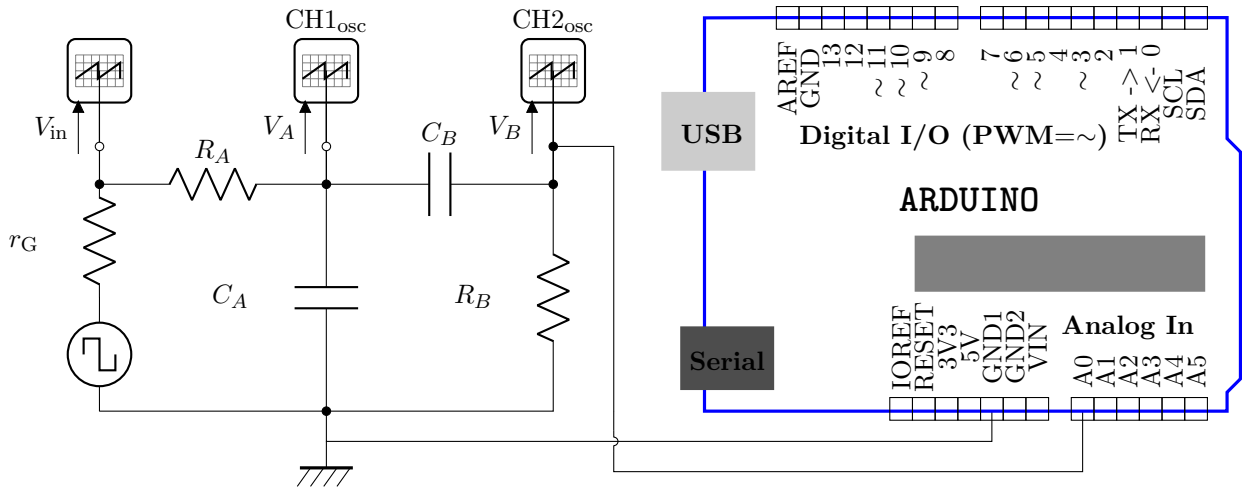 CH1osc
CH2osc
Vin
VA
VB
RA
CB
rG
CA
RB
AREF
GND
13
12
~ 11
~ 10
~ 9
8
7
~ 6
~ 5
4
~ 3
2
TX -> 1
RX <- 0
SCL
SDA
USB
Digital I/O (PWM=~)
ARDUINO
Serial
IOREF
RESET
3V3
5V
GND1
GND2
VIN
Analog In
A0
A1
A2
A3
A4
A5